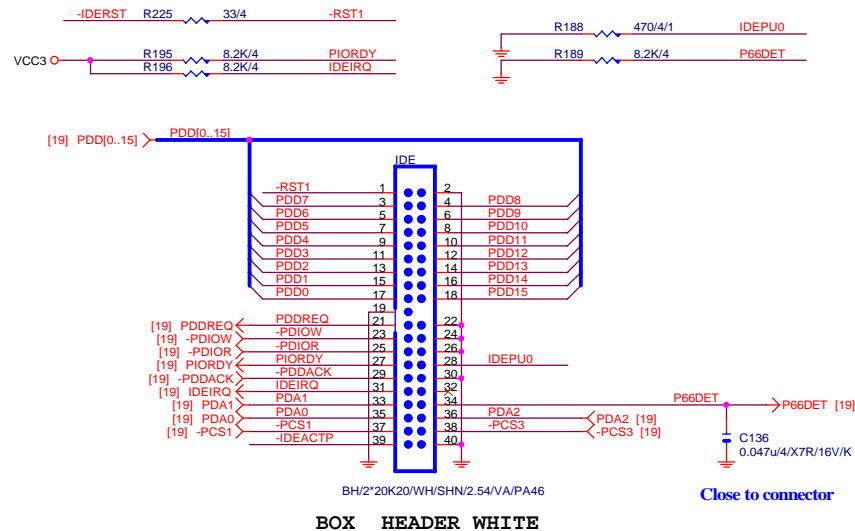 -IDERST R225 33/4 -RST1
R188 470/4/1 IDEPU0
VCC3 R195 8.2K/4 PIORDY
R189 8.2K/4 P66DET
R196 8.2K/4 IDEIRQ
[19] PDD[0..15] PDD[0..15]
IDE
-RST1 1 2
PDD7 3 4 PDD8
PDD6 5 6 PDD9
PDD5 7 8 PDD10
PDD4 9 10 PDD11
PDD3 11 12 PDD12
PDD2 13 14 PDD13
PDD1 15 16 PDD14
PDD0 17 18 PDD15
19
[19] PDDREQ PDDREQ 21 22
[19] -PDIOW -PDIOW 23 24
[19] -PDIOR -PDIOR 25 26
[19] PIORDY PIORDY 27 28 IDEPU0
[19] -PDDACK -PDDACK 29 30
[19] IDEIRQ IDEIRQ 31 32
[19] PDA1 PDA1 33 34 P66DET P66DET [19]
[19] PDA0 PDA0 35 36 PDA2 PDA2 [19]
[19] -PCS1 -PCS1 37 38 -PCS3 -PCS3 [19]
-IDEACTP 39 40
C136
0.047u/4/X7R/16V/K
BH/2*20K20/WH/SHN/2.54/VA/PA46
Close to connector
BOX HEADER WHITE